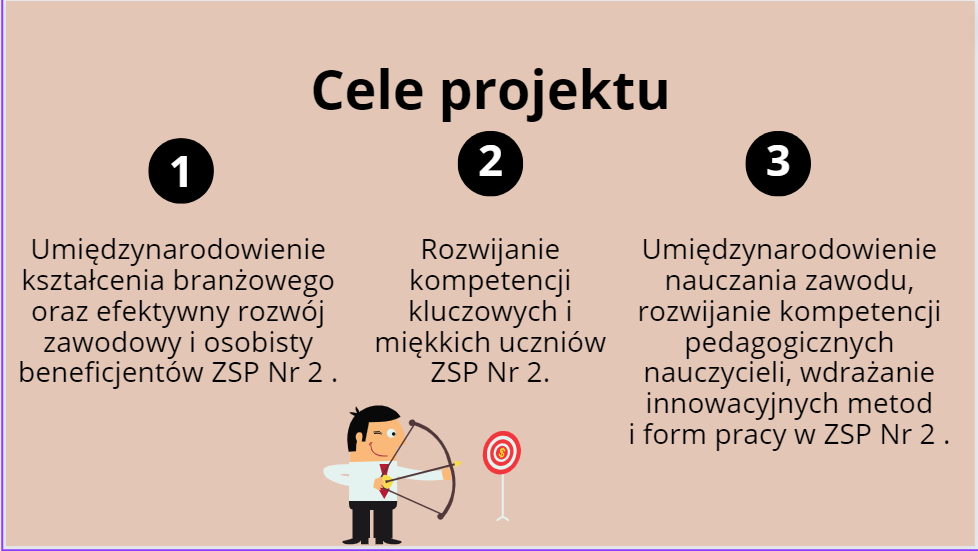 Cele projektu
1
Umiędzynarodowienie
kształcenia branżowego
oraz efektywny rozwój
zawodowy i osobisty
beneficjentów ZSP Nr 2 .
2
Rozwijanie
kompetencji
kluczowych i
miękkich uczniów
ZSP Nr 2.
3
Umiędzynarodowienie
nauczania zawodu,
rozwijanie kompetencji
pedagogicznych
nauczycieli, wdrażanie
innowacyjnych metod
i form pracy w ZSP Nr 2 .
$